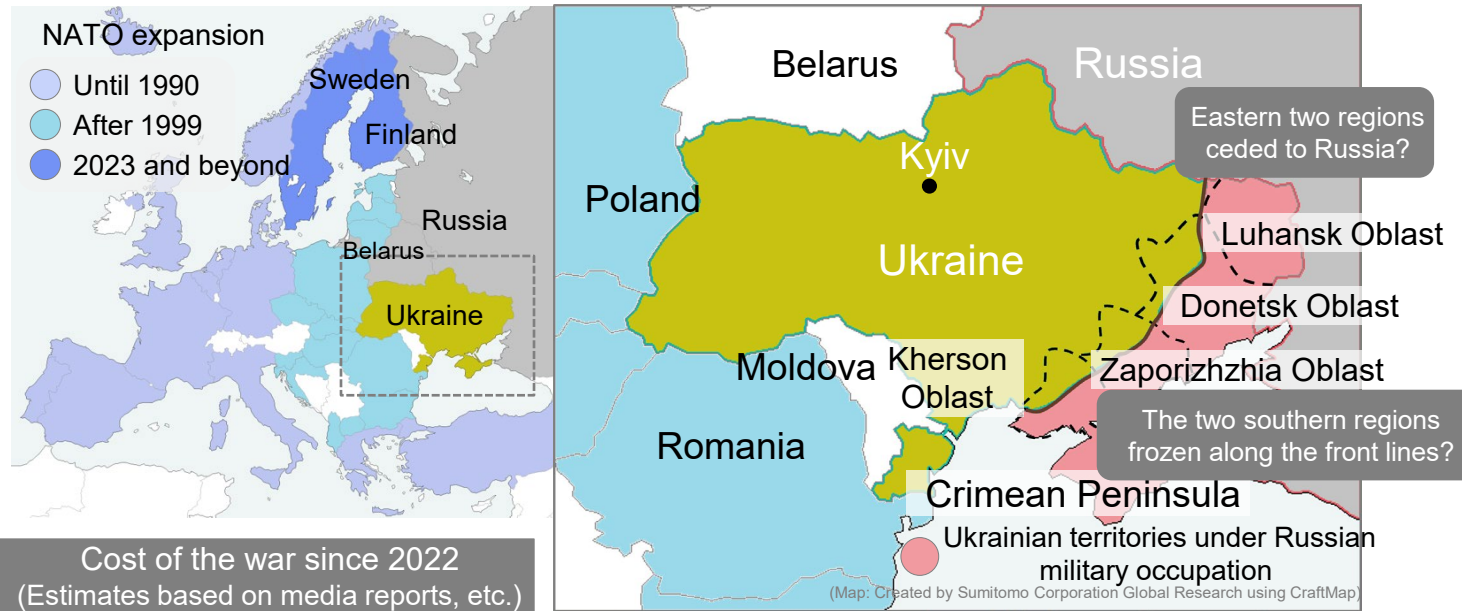 NATO expansion
Until 1990
After 1999
2023 and beyond
Sweden
Finland
Russia
Belarus
Ukraine
Cost of the war since 2022
(Estimates based on media reports, etc.)
Belarus
Russia
Eastern two regions
ceded to Russia?
Kyiv
Poland
Luhansk Oblast
Ukraine
Donetsk Oblast
Moldova
Kherson
Oblast
Zaporizhzhia Oblast
The two southern regions
frozen along the front lines?
Romania
Crimean Peninsula
Ukrainian territories under Russian
military occupation
(Map: Created by Sumitomo Corporation Global Research using CraftMap)